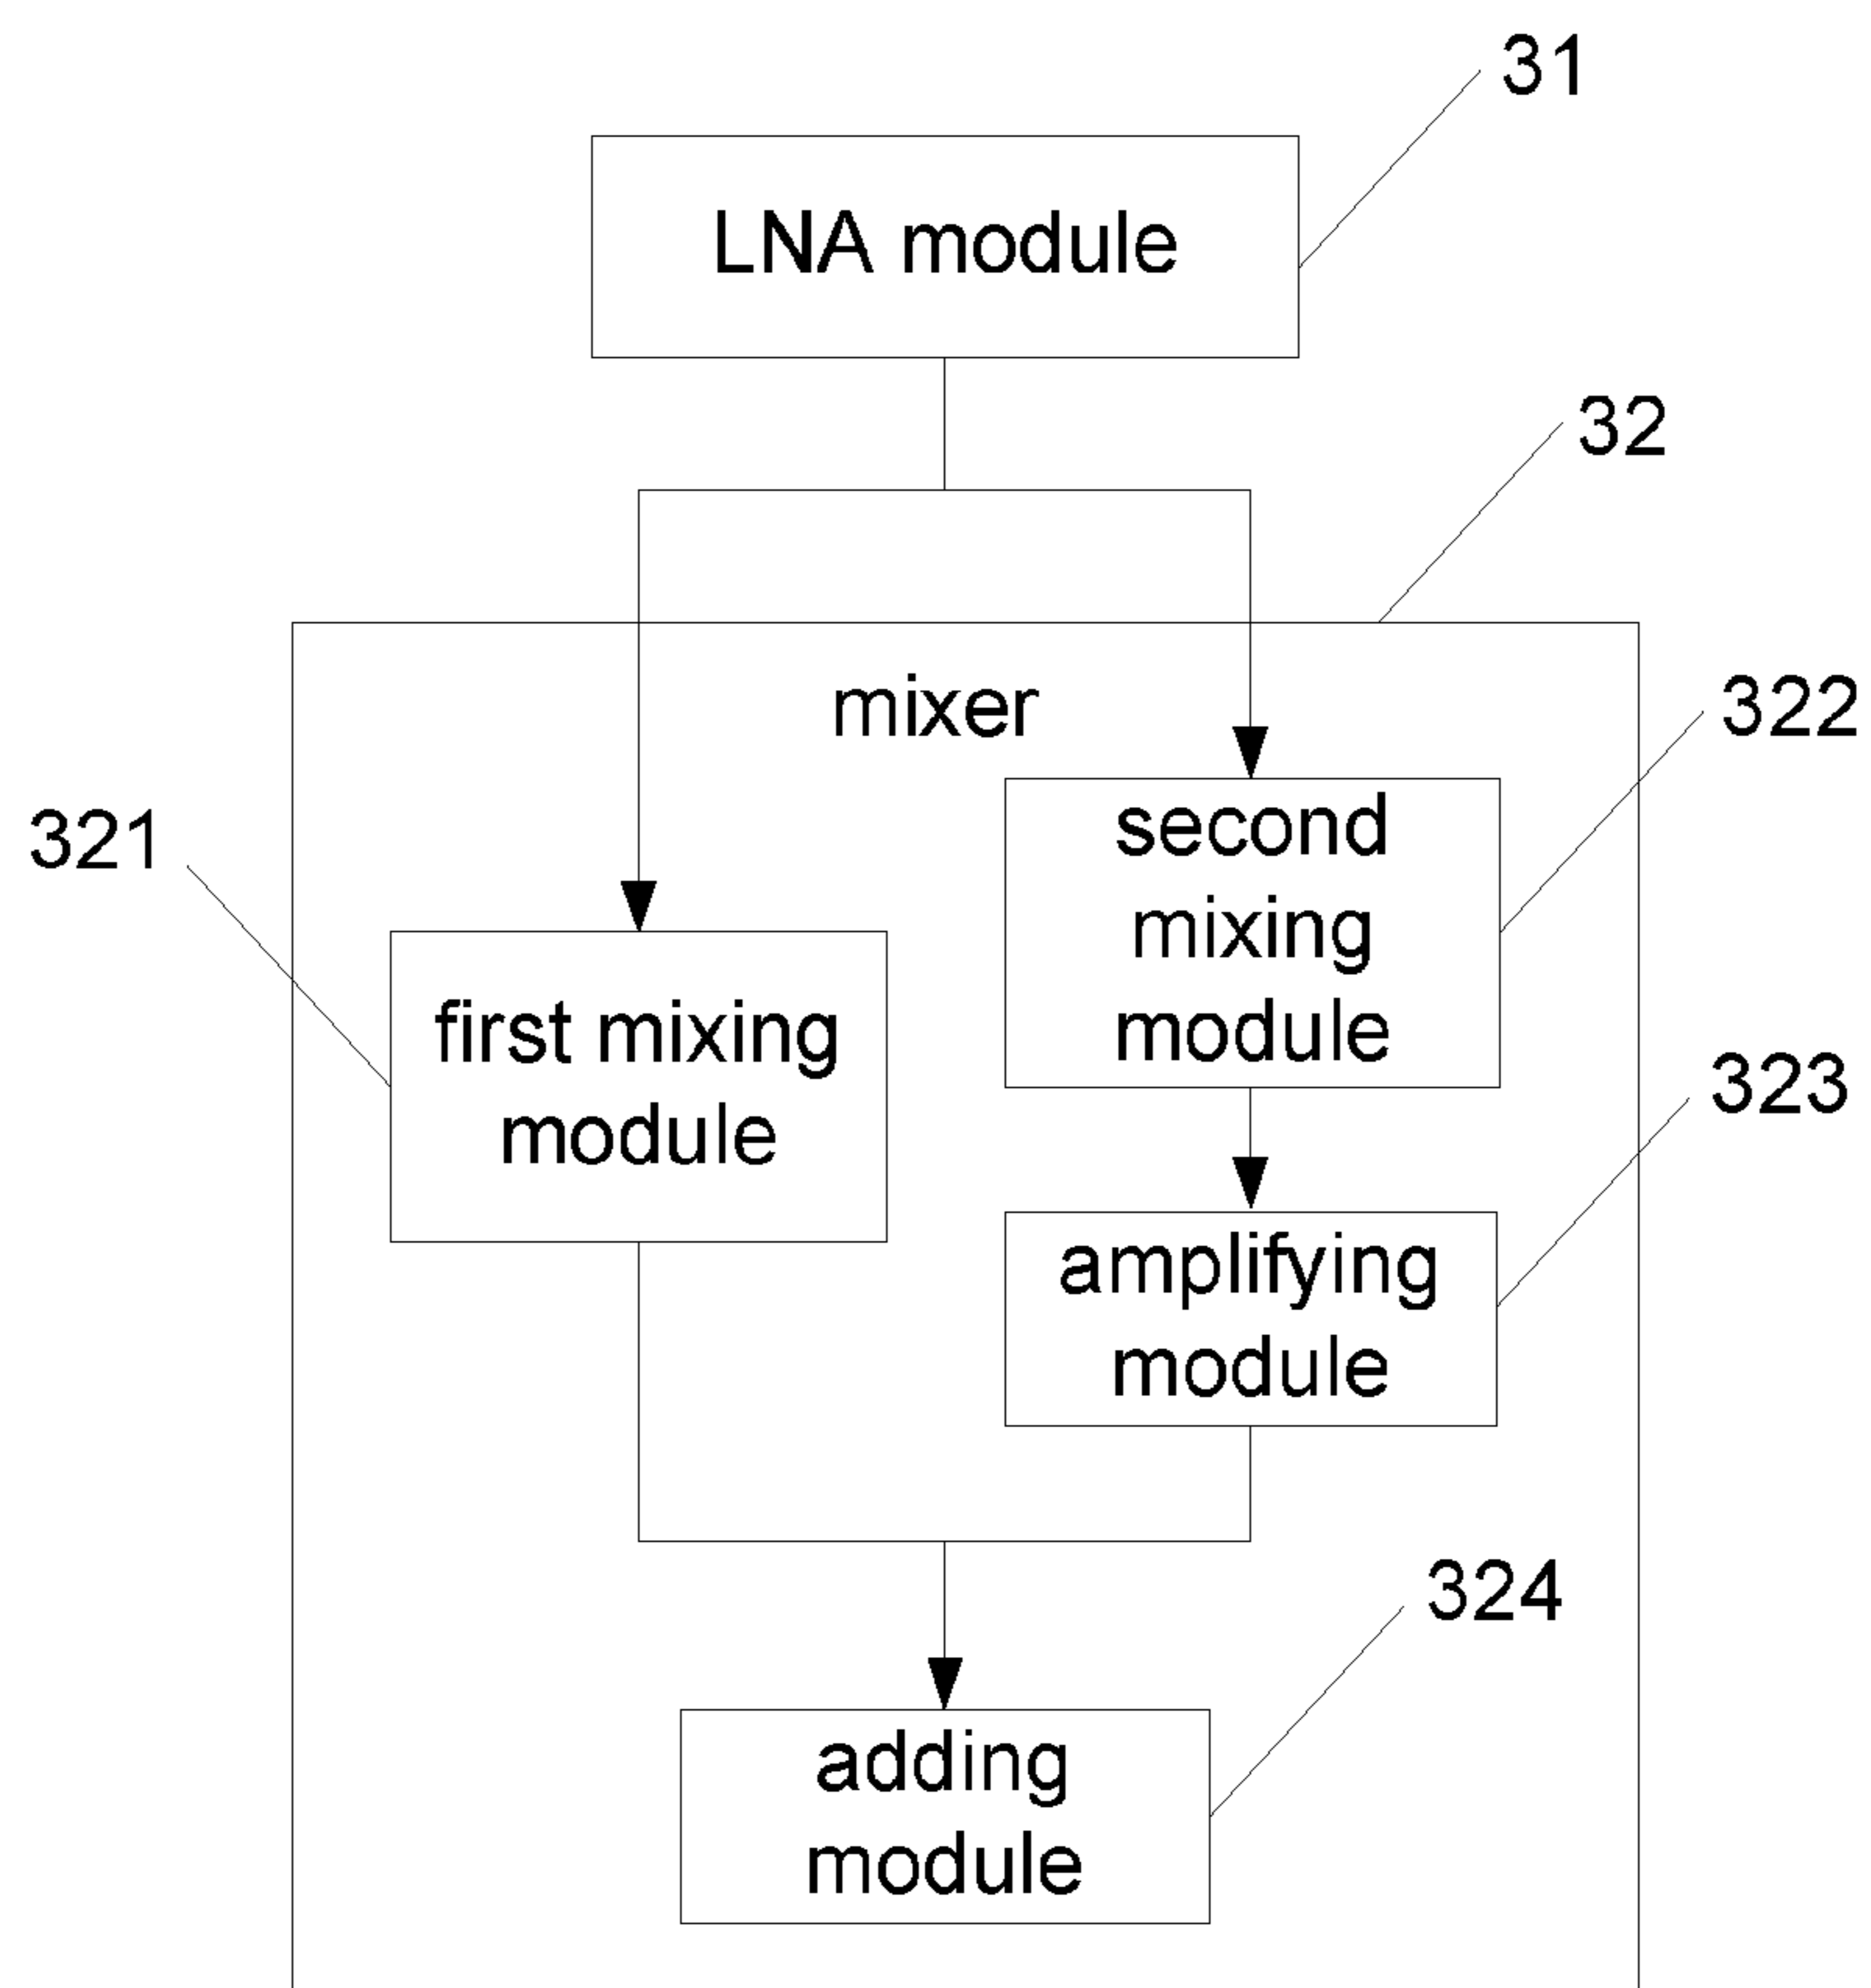 31
LNA module
32
mixer
322
321
second
mixing
module
first mixing
module
323
amplifying
module
324
adding
module